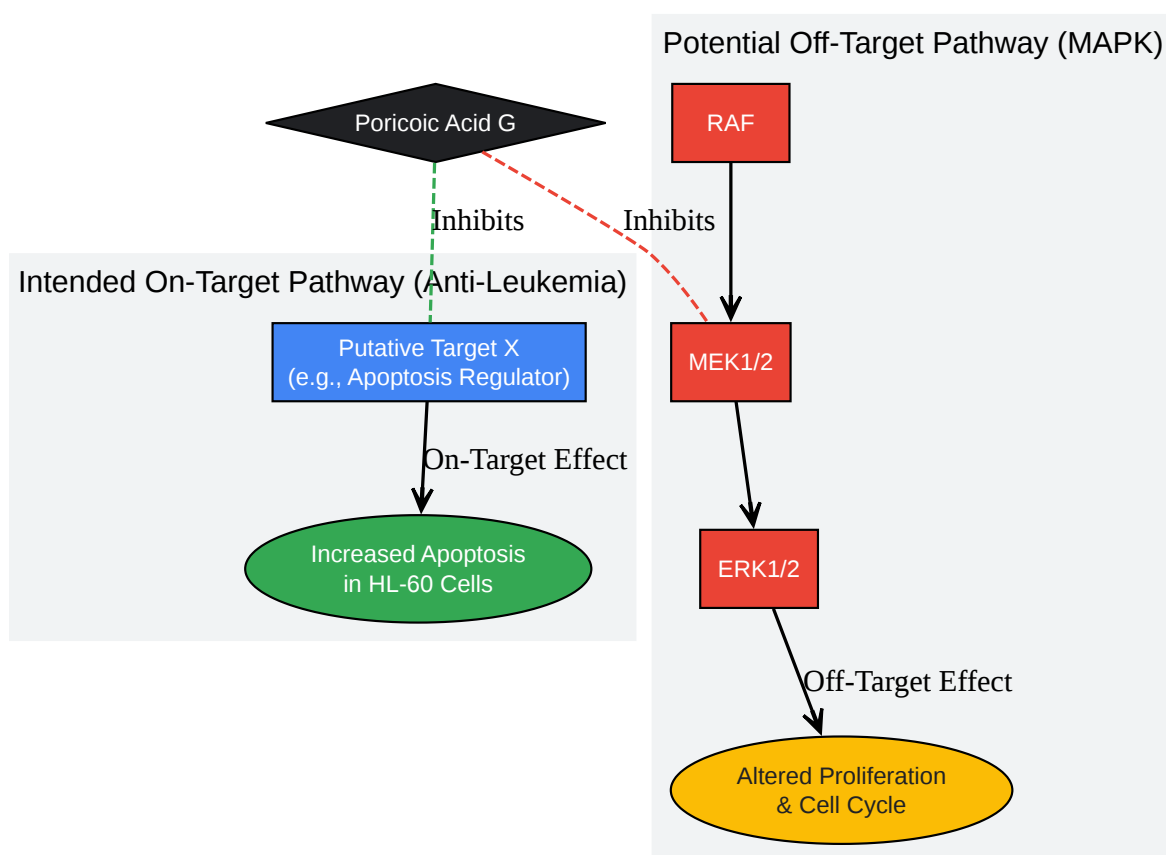 Potential Off-Target Pathway (MAPK)
Poricoic Acid G
RAF
Inhibits
Inhibits
Intended On-Target Pathway (Anti-Leukemia)
Putative Target X
(e.g., Apoptosis Regulator)
MEK1/2
On-Target Effect
Increased Apoptosis
in HL-60 Cells
ERK1/2
Off-Target Effect
Altered Proliferation
& Cell Cycle